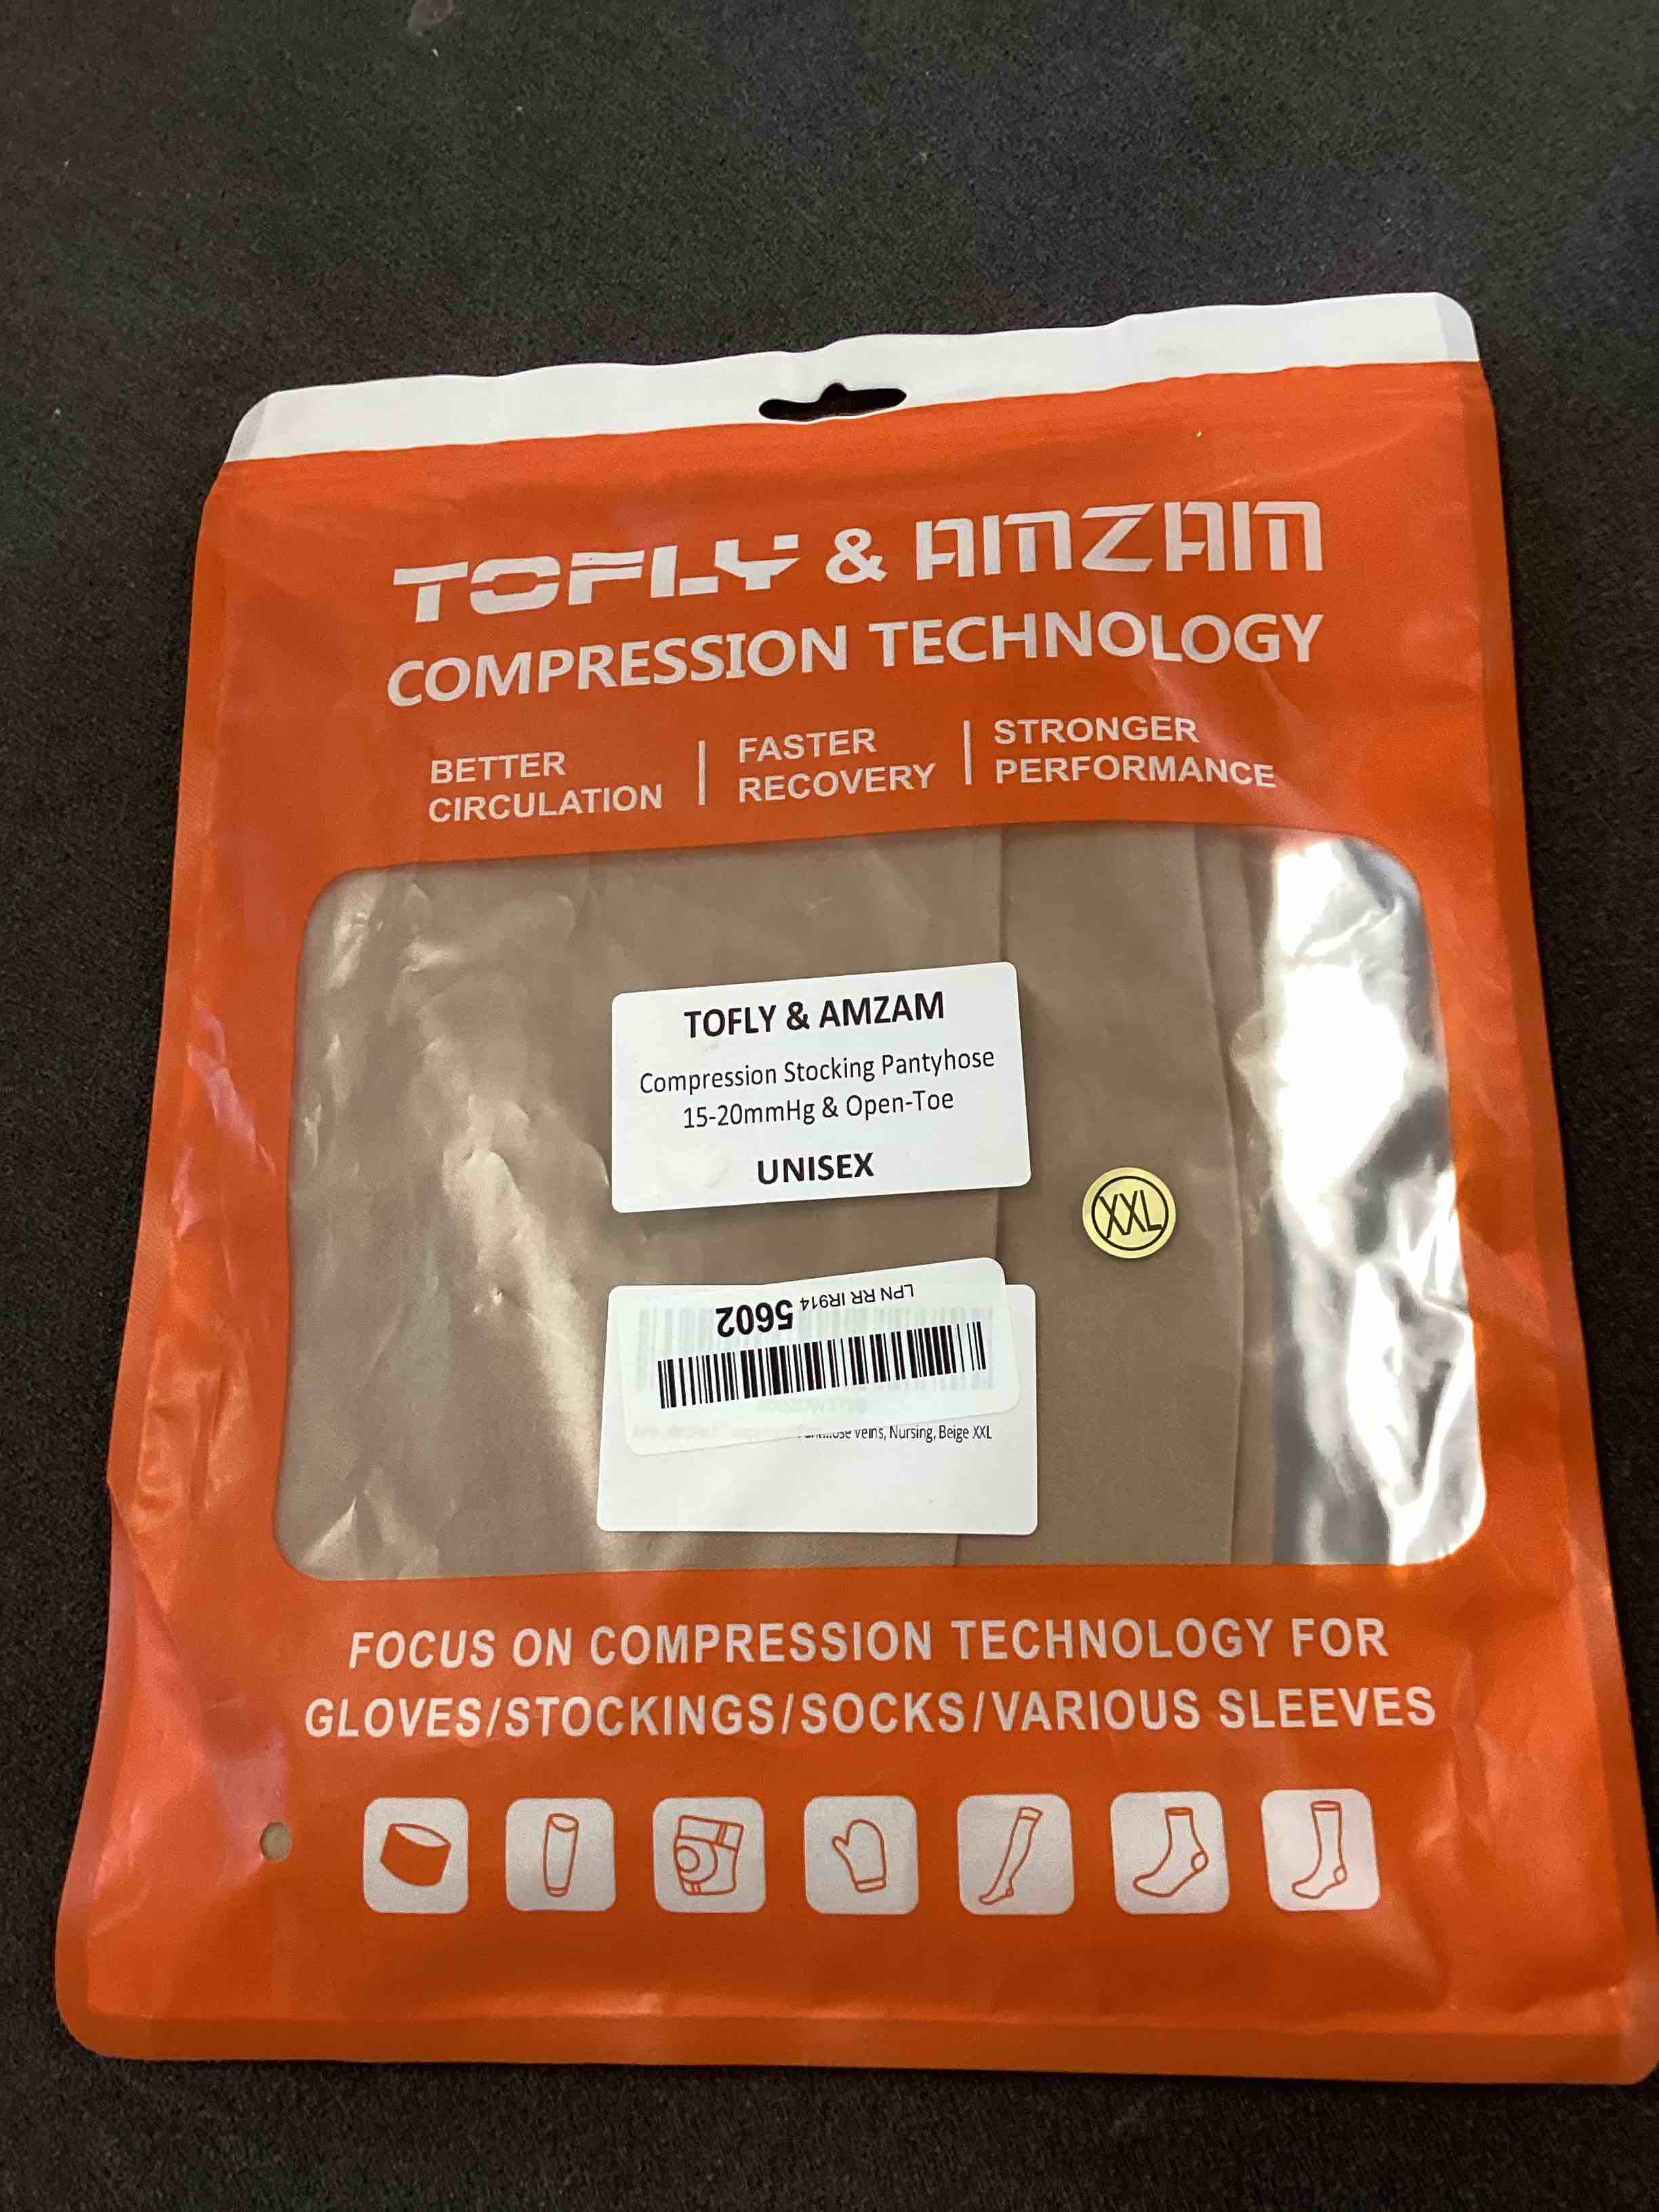 TOFLY & AMZAM
COMPRESSION TECHNOLOGY
BETTER
CIRCULATION
FASTER
RECOVERY
STRONGER
PERFORMANCE
TOFLY & AMZAM
Compression Stocking Pantyhose
15-20mmHg & Open-Toe
UNISEX
XXL
LPN RR IR914
5602
veins, Nursing, Beige XXL
FOCUS ON COMPRESSION TECHNOLOGY FOR
GLOVES/STOCKINGS/SOCKS/VARIOUS SLEEVES